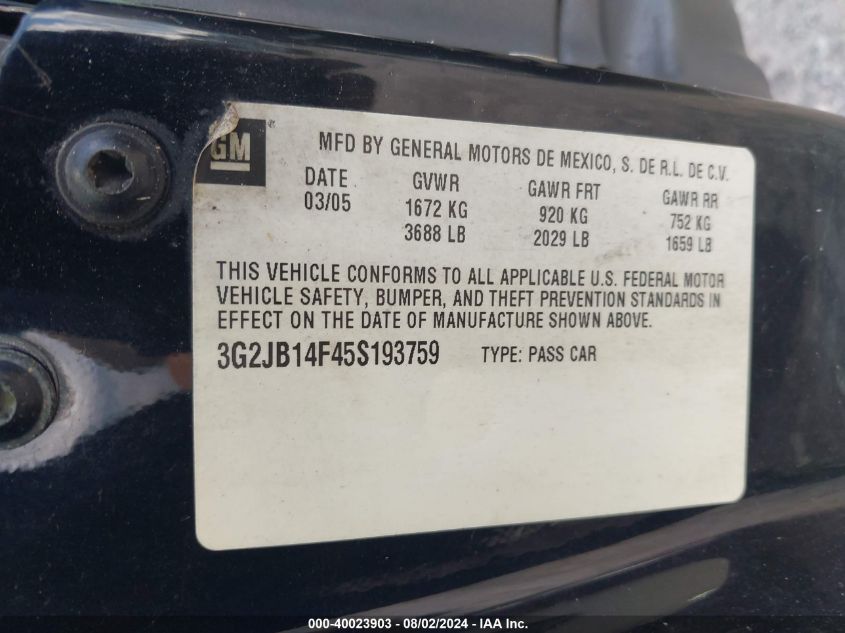 GM
MFD BY GENERAL MOTORS DE MEXICO, S. DE R.L. DE C.V.
DATE GVWR GAWR FRT GAWR RR
03/05 1672 KG 920 KG 752 KG
3688 LB 2029 LB 1659 LB
THIS VEHICLE CONFORMS TO ALL APPLICABLE U.S. FEDERAL MOTOR
VEHICLE SAFETY, BUMPER, AND THEFT PREVENTION STANDARDS IN
EFFECT ON THE DATE OF MANUFACTURE SHOWN ABOVE.
3G2JB14F45S193759 TYPE: PASS CAR
000-40023903 - 08/02/2024 - IAAI.com